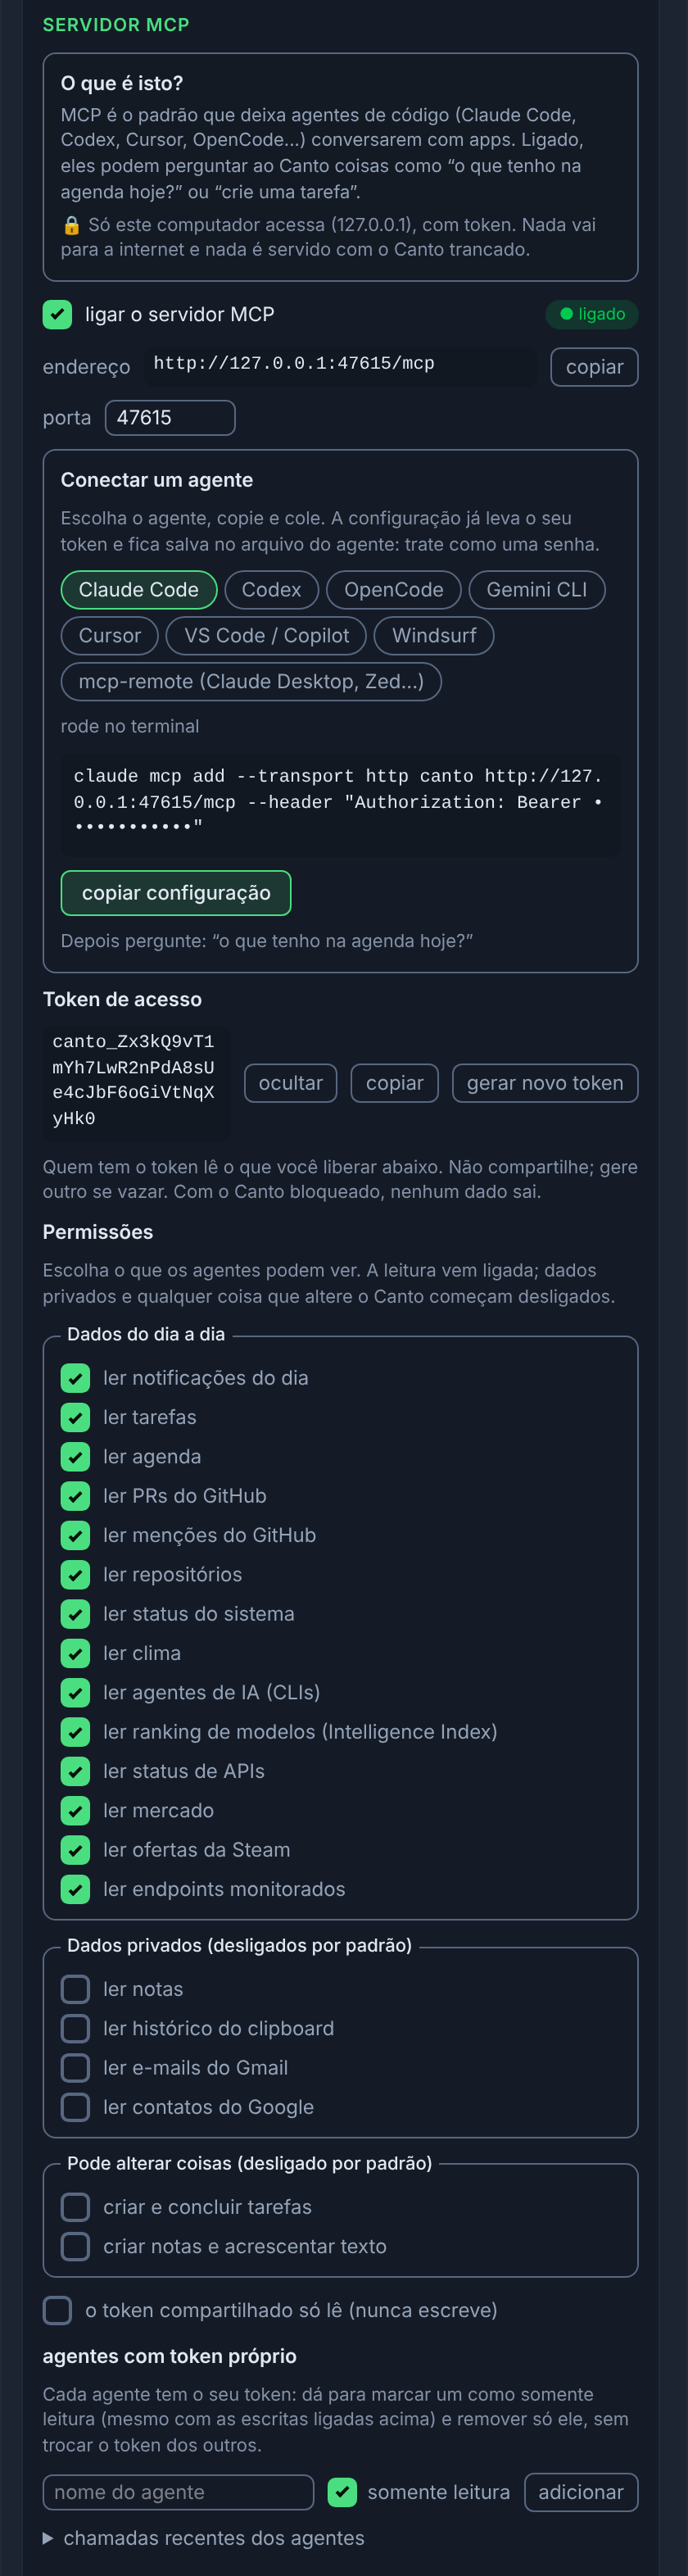 SERVIDOR MCP
O que é isto?
MCP é o padrão que deixa agentes de código (Claude Code,
Codex, Cursor, OpenCode...) conversarem com apps. Ligado,
eles podem perguntar ao Canto coisas como “o que tenho na
agenda hoje?” ou “crie uma tarefa”.
🔒 Só este computador acessa (127.0.0.1), com token. Nada vai
para a internet e nada é servido com o Canto trancado.
ligar o servidor MCP
ligado
endereço
http://127.0.0.1:47615/mcp
copiar
porta
47615
Conectar um agente
Escolha o agente, copie e cole. A configuração já leva o seu
token e fica salva no arquivo do agente: trate como uma senha.
Claude Code
Codex
OpenCode
Gemini CLI
Cursor
VS Code / Copilot
Windsurf
mcp-remote (Claude Desktop, Zed...)
rode no terminal
claude mcp add --transport http canto http://127.
0.0.1:47615/mcp --header "Authorization: Bearer •
•••••••••••"
copiar configuração
Depois pergunte: “o que tenho na agenda hoje?”
Token de acesso
canto_Zx3kQ9vT1
mYh7LwR2nPdA8sU
e4cJbF6oGiVtNqX
yHk0
ocultar
copiar
gerar novo token
Quem tem o token lê o que você liberar abaixo. Não compartilhe; gere
outro se vazar. Com o Canto bloqueado, nenhum dado sai.
Permissões
Escolha o que os agentes podem ver. A leitura vem ligada; dados
privados e qualquer coisa que altere o Canto começam desligados.
Dados do dia a dia
ler notificações do dia
ler tarefas
ler agenda
ler PRs do GitHub
ler menções do GitHub
ler repositórios
ler status do sistema
ler clima
ler agentes de IA (CLIs)
ler ranking de modelos (Intelligence Index)
ler status de APIs
ler mercado
ler ofertas da Steam
ler endpoints monitorados
Dados privados (desligados por padrão)
ler notas
ler histórico do clipboard
ler e-mails do Gmail
ler contatos do Google
Pode alterar coisas (desligado por padrão)
criar e concluir tarefas
criar notas e acrescentar texto
o token compartilhado só lê (nunca escreve)
agentes com token próprio
Cada agente tem o seu token: dá para marcar um como somente
leitura (mesmo com as escritas ligadas acima) e remover só ele, sem
trocar o token dos outros.
nome do agente
somente leitura
adicionar
chamadas recentes dos agentes